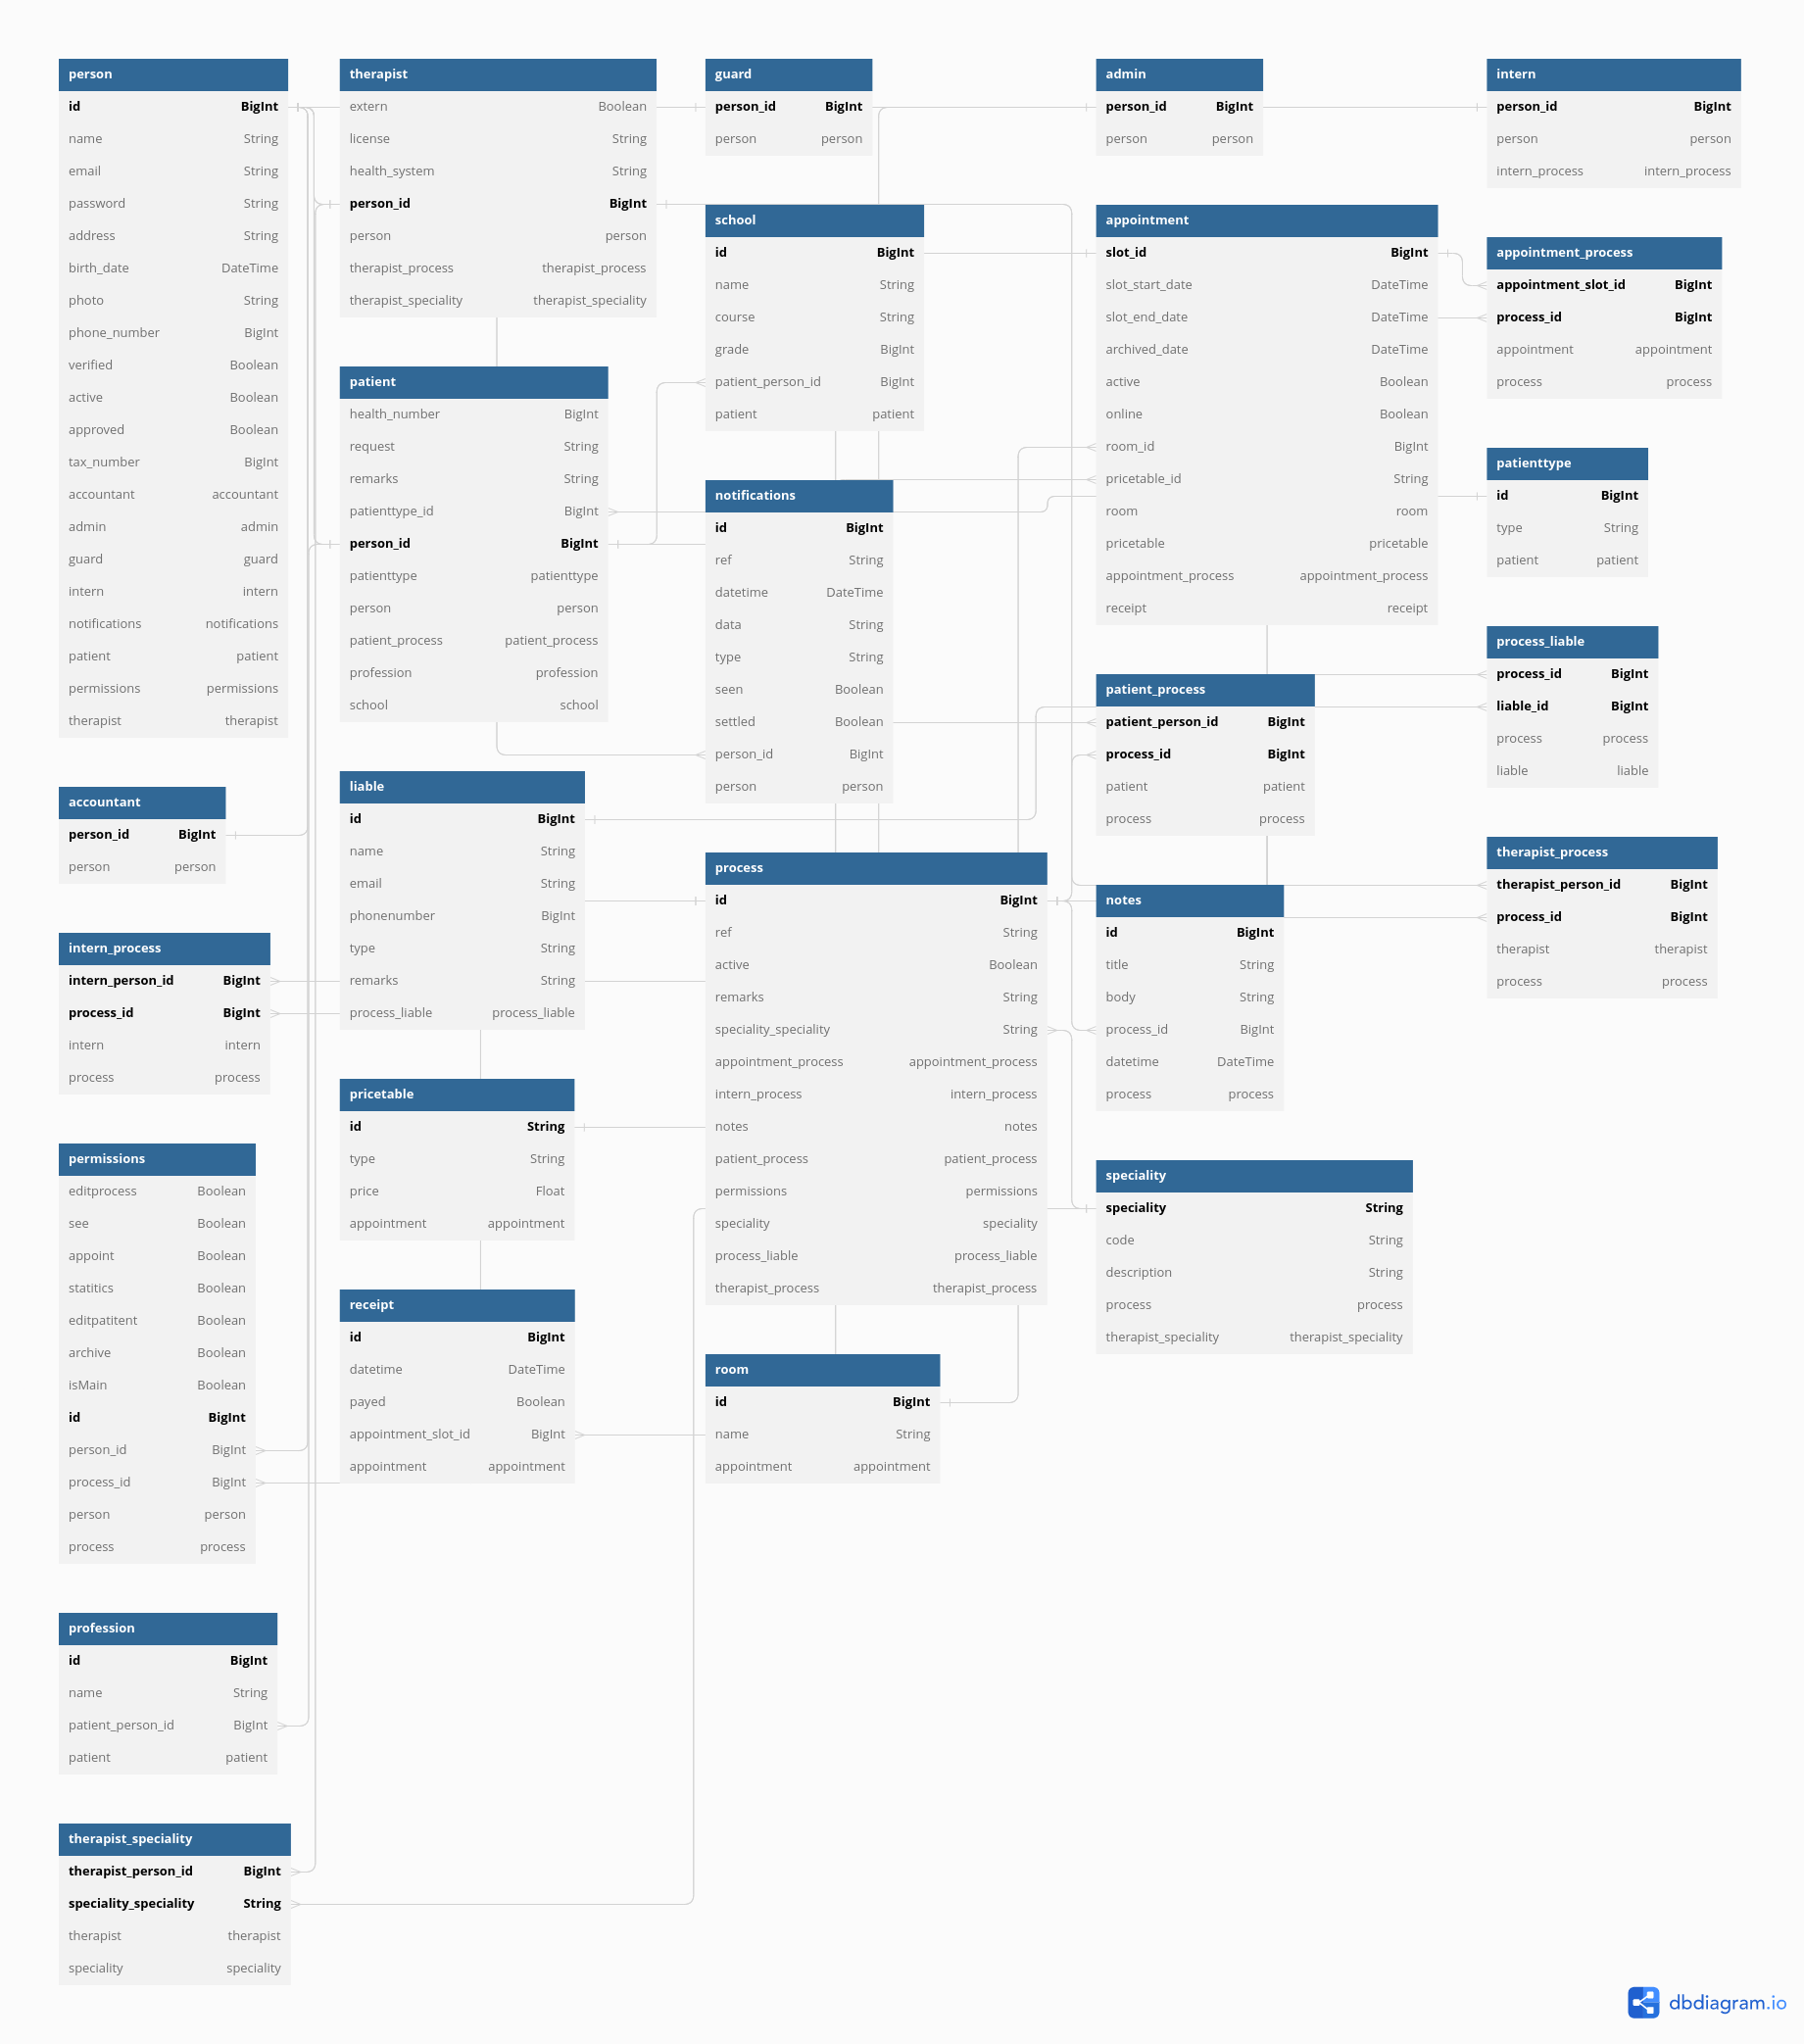 person
id BigInt
name String
email String
password String
address String
birth_date DateTime
photo String
phone_number BigInt
verified Boolean
active Boolean
approved Boolean
tax_number BigInt
accountant accountant
admin admin
guard guard
intern intern
notifications notifications
patient patient
permissions permissions
therapist therapist
accountant
person_id BigInt
person person
intern_process
intern_person_id BigInt
process_id BigInt
intern intern
process process
permissions
editprocess Boolean
see Boolean
appoint Boolean
statitics Boolean
editpatitent Boolean
archive Boolean
isMain Boolean
id BigInt
person_id BigInt
process_id BigInt
person person
process process
profession
id BigInt
name String
patient_person_id BigInt
patient patient
therapist_speciality
therapist_person_id BigInt
speciality_speciality String
therapist therapist
speciality speciality
therapist
extern Boolean
license String
health_system String
person_id BigInt
person person
therapist_process therapist_process
therapist_speciality therapist_speciality
patient
health_number BigInt
request String
remarks String
patienttype_id BigInt
person_id BigInt
patienttype patienttype
person person
patient_process patient_process
profession profession
school school
liable
id BigInt
name String
email String
phonenumber BigInt
type String
remarks String
process_liable process_liable
pricetable
id String
type String
price Float
appointment appointment
receipt
id BigInt
datetime DateTime
payed Boolean
appointment_slot_id BigInt
appointment appointment
guard
person_id BigInt
person person
school
id BigInt
name String
course String
grade BigInt
patient_person_id BigInt
patient patient
notifications
id BigInt
ref String
datetime DateTime
data String
type String
seen Boolean
settled Boolean
person_id BigInt
person person
process
id BigInt
ref String
active Boolean
remarks String
speciality_speciality String
appointment_process appointment_process
intern_process intern_process
notes notes
patient_process patient_process
permissions permissions
speciality speciality
process_liable process_liable
therapist_process therapist_process
room
id BigInt
name String
appointment appointment
admin
person_id BigInt
person person
appointment
slot_id BigInt
slot_start_date DateTime
slot_end_date DateTime
archived_date DateTime
active Boolean
online Boolean
room_id BigInt
pricetable_id String
room room
pricetable pricetable
appointment_process appointment_process
receipt receipt
patient_process
patient_person_id BigInt
process_id BigInt
patient patient
process process
notes
id BigInt
title String
body String
process_id BigInt
datetime DateTime
process process
speciality
speciality String
code String
description String
process process
therapist_speciality therapist_speciality
intern
person_id BigInt
person person
intern_process intern_process
appointment_process
appointment_slot_id BigInt
process_id BigInt
appointment appointment
process process
patienttype
id BigInt
type String
patient patient
process_liable
process_id BigInt
liable_id BigInt
process process
liable liable
therapist_process
therapist_person_id BigInt
process_id BigInt
therapist therapist
process process
dbdiagram.io